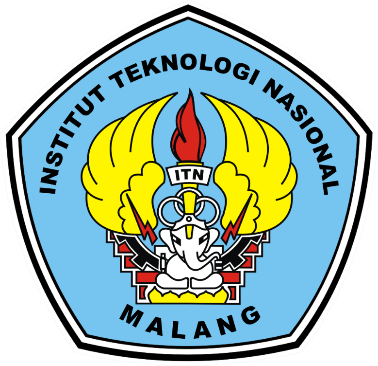 INSTITUT TEKNOLOGI NASIONAL
ITN
MALANG